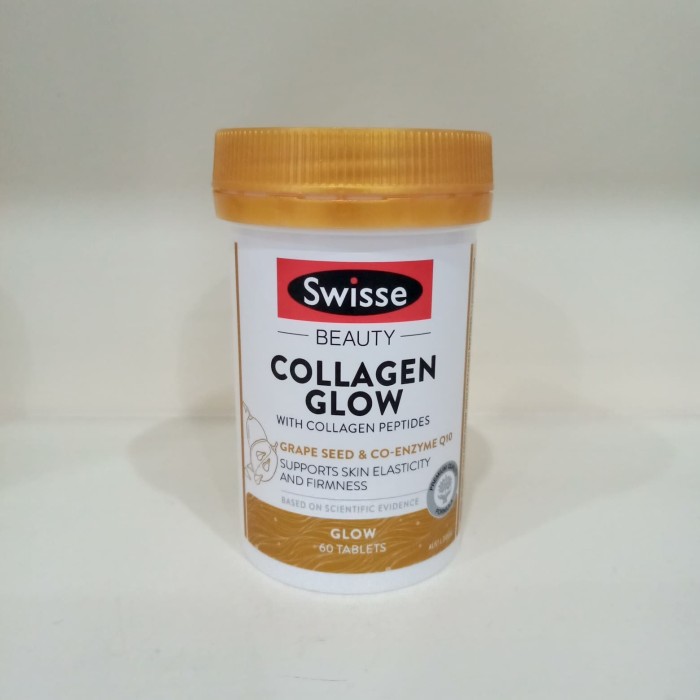 Swisse
BEAUTY
COLLAGEN
GLOW
WITH COLLAGEN PEPTIDES
GRAPE SEED & CO-ENZYME Q10
SUPPORTS SKIN ELASTICITY
AND FIRMNESS
BASED ON SCIENTIFIC EVIDENCE
GLOW
60 TABLETS